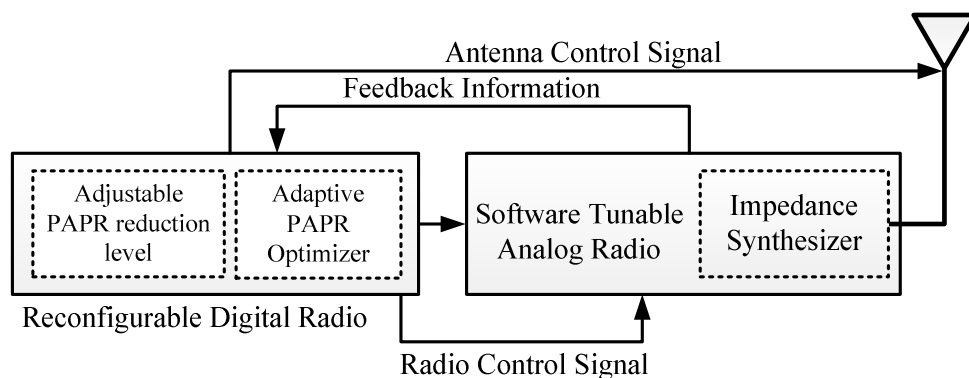 Antenna Control Signal
Feedback Information
Adjustable
PAPR reduction
level
Adaptive
PAPR
Optimizer
Software Tunable
Analog Radio
Impedance
Synthesizer
Reconfigurable Digital Radio
Radio Control Signal